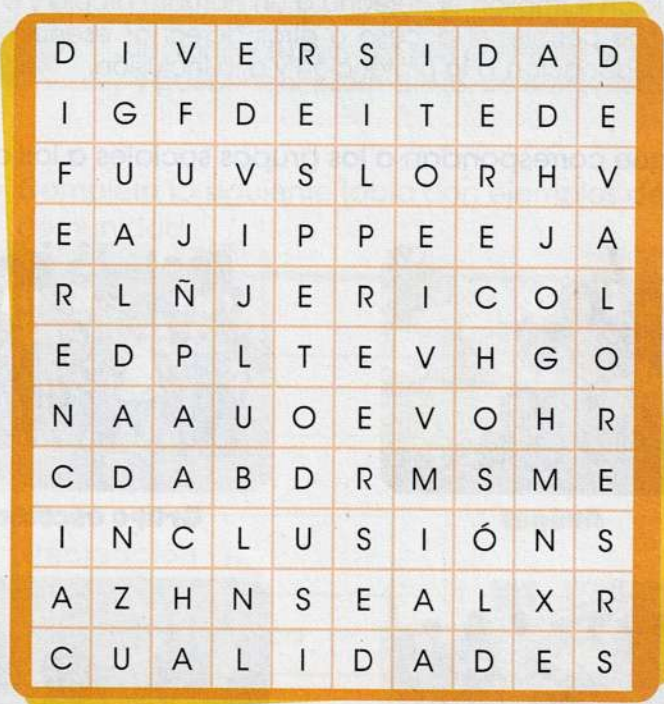 D I V E R S I D A D
I G F D E I T E D E
F U U V S L O R H V
E A J I P P E E J A
R L Ñ J E R I C O L
E D P L T E V H G O
N A A U O E V O H R
C D A B D R M S M E
I N C L U S I Ó N S
A Z H N S E A L X R
C U A L I D A D E S